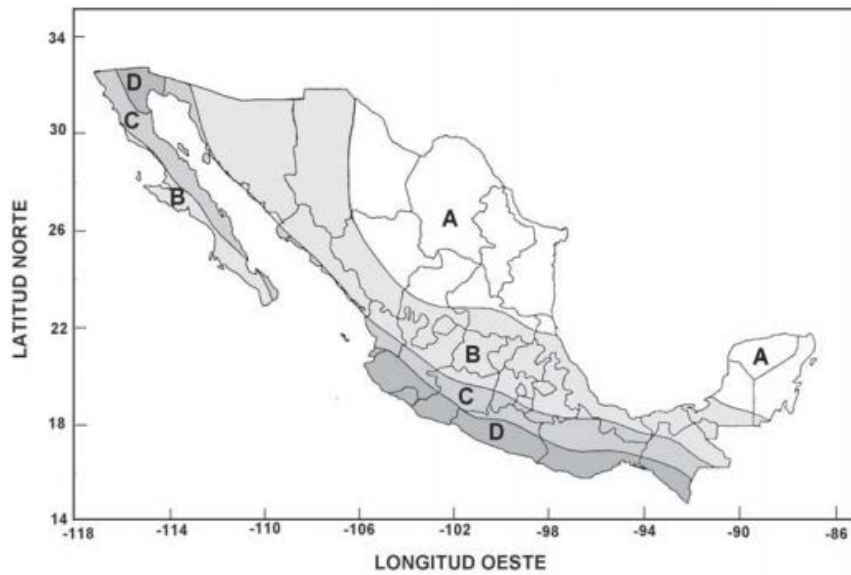 34
30
26
22
18
14
LATITUD NORTE
D
C
B
A
A
B
C
D
-118 -114 -110 -106 -102 -98 -94 -90 -86
LONGITUD OESTE